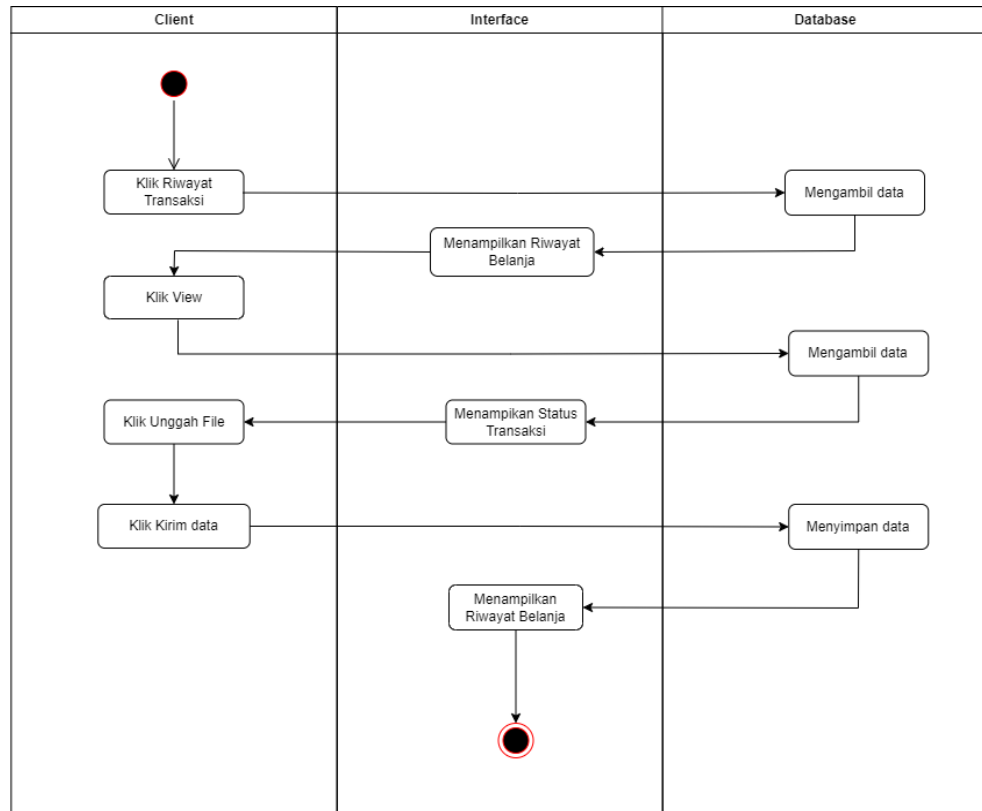 Client
Interface
Database
Klik Riwayat
Transaksi
Mengambil data
Menampilkan Riwayat
Belanja
Klik View
Mengambil data
Klik Unggah File
Menampikan Status
Transaksi
Klik Kirim data
Menyimpan data
Menampilkan
Riwayat Belanja